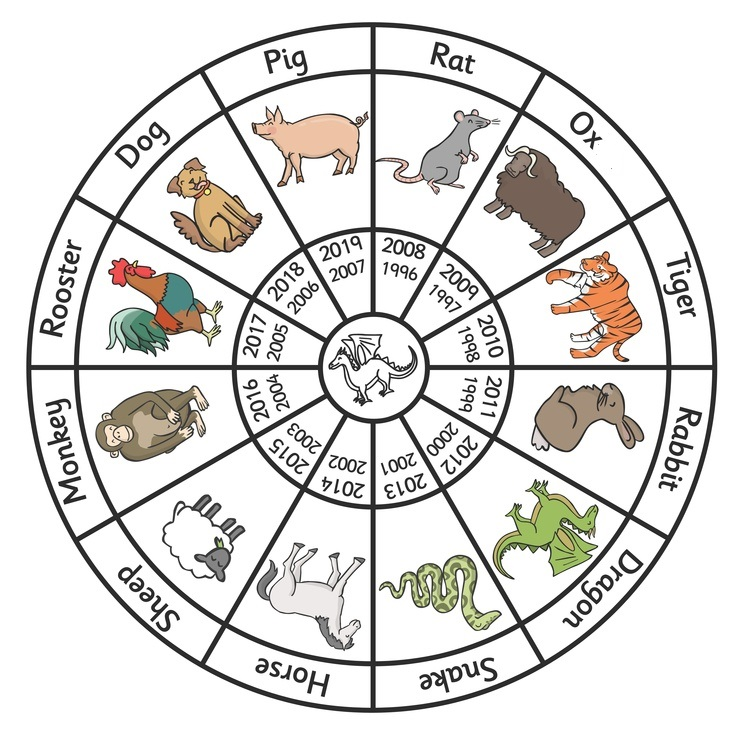 Rat
2008
1996
Ox
2009
1997
Tiger
2010
1998
Rabbit
2011
1999
Dragon
2012
2000
Snake
2013
2001
Horse
2014
2002
Sheep
2015
2003
Monkey
2016
2004
Rooster
2017
2005
Dog
2018
2006
Pig
2019
2007